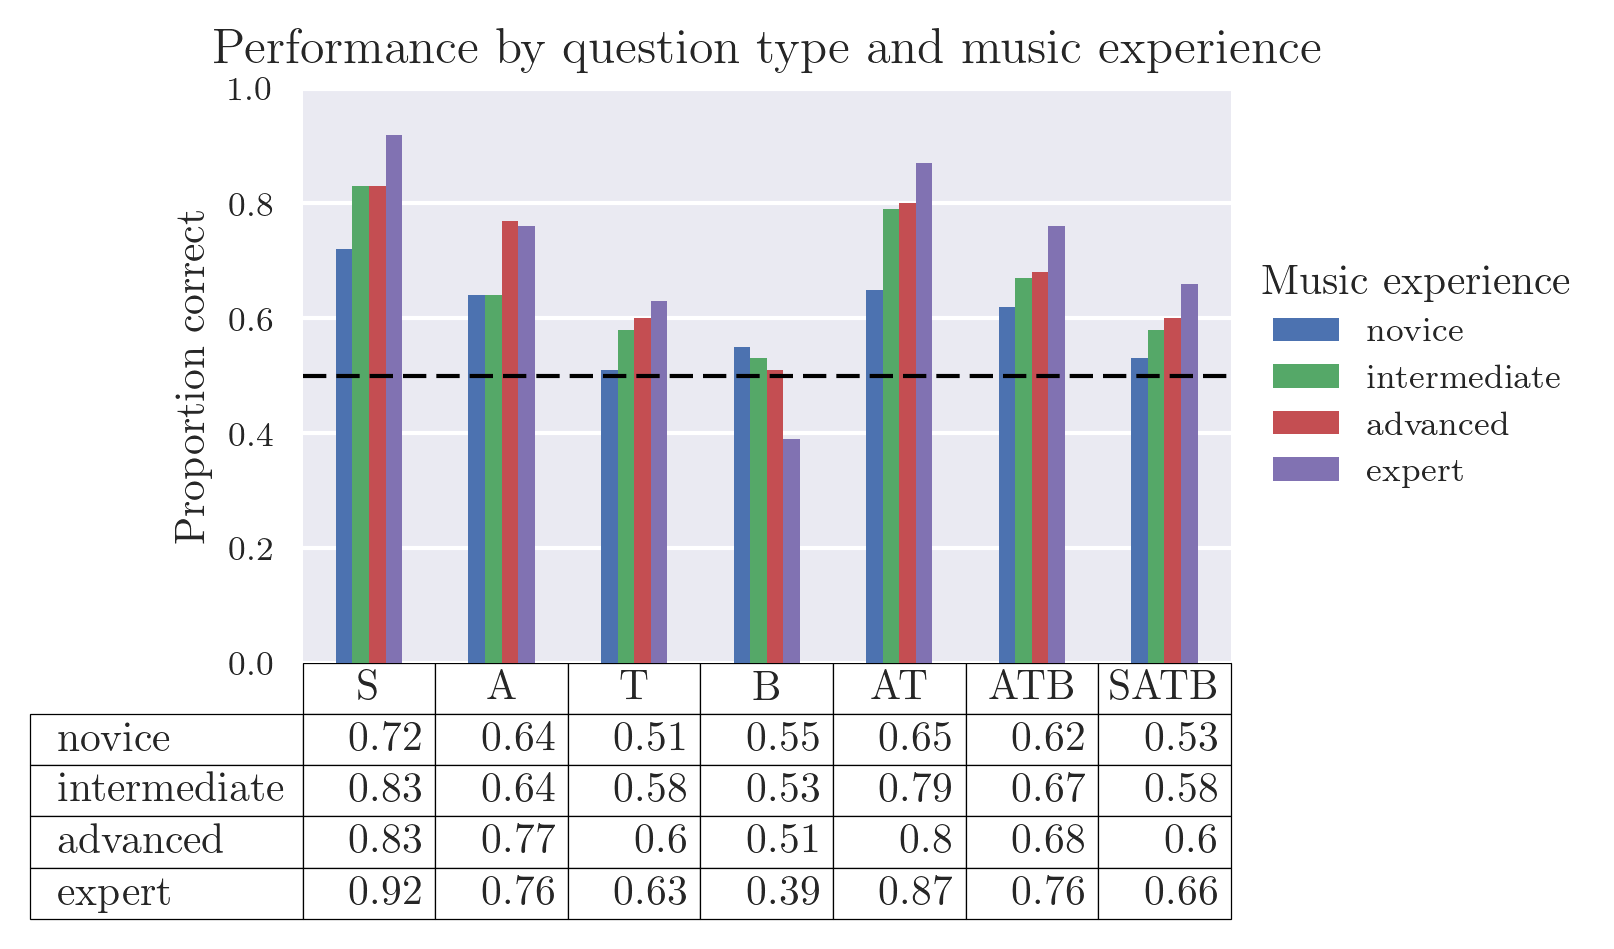 Performance by question type and music experience
1.0
0.8
0.6
0.4
0.2
0.0
Proportion correct
Music experience
novice
intermediate
advanced
expert
S A T B AT ATB SATB
novice 0.72 0.64 0.51 0.55 0.65 0.62 0.53
intermediate 0.83 0.64 0.58 0.53 0.79 0.67 0.58
advanced 0.83 0.77 0.6 0.51 0.8 0.68 0.6
expert 0.92 0.76 0.63 0.39 0.87 0.76 0.66